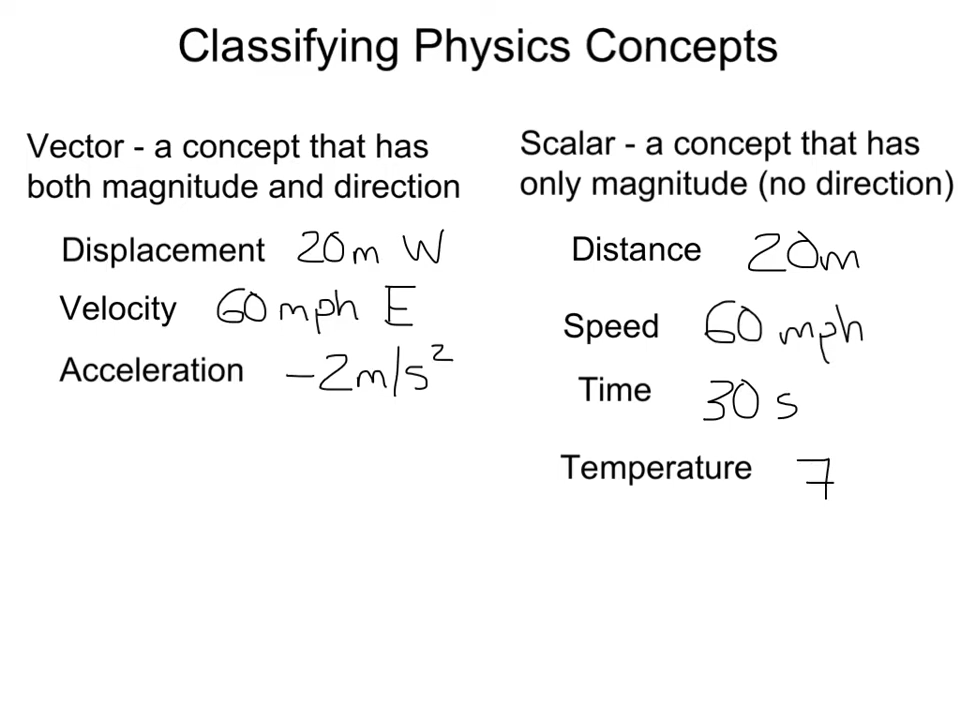 Classifying Physics Concepts
Vector - a concept that has
both magnitude and direction
Displacement 20m W
Velocity 60 mph E
Acceleration -2m/s²
Scalar - a concept that has
only magnitude (no direction)
Distance 20m
Speed 60 mph
Time 30 s
Temperature 7